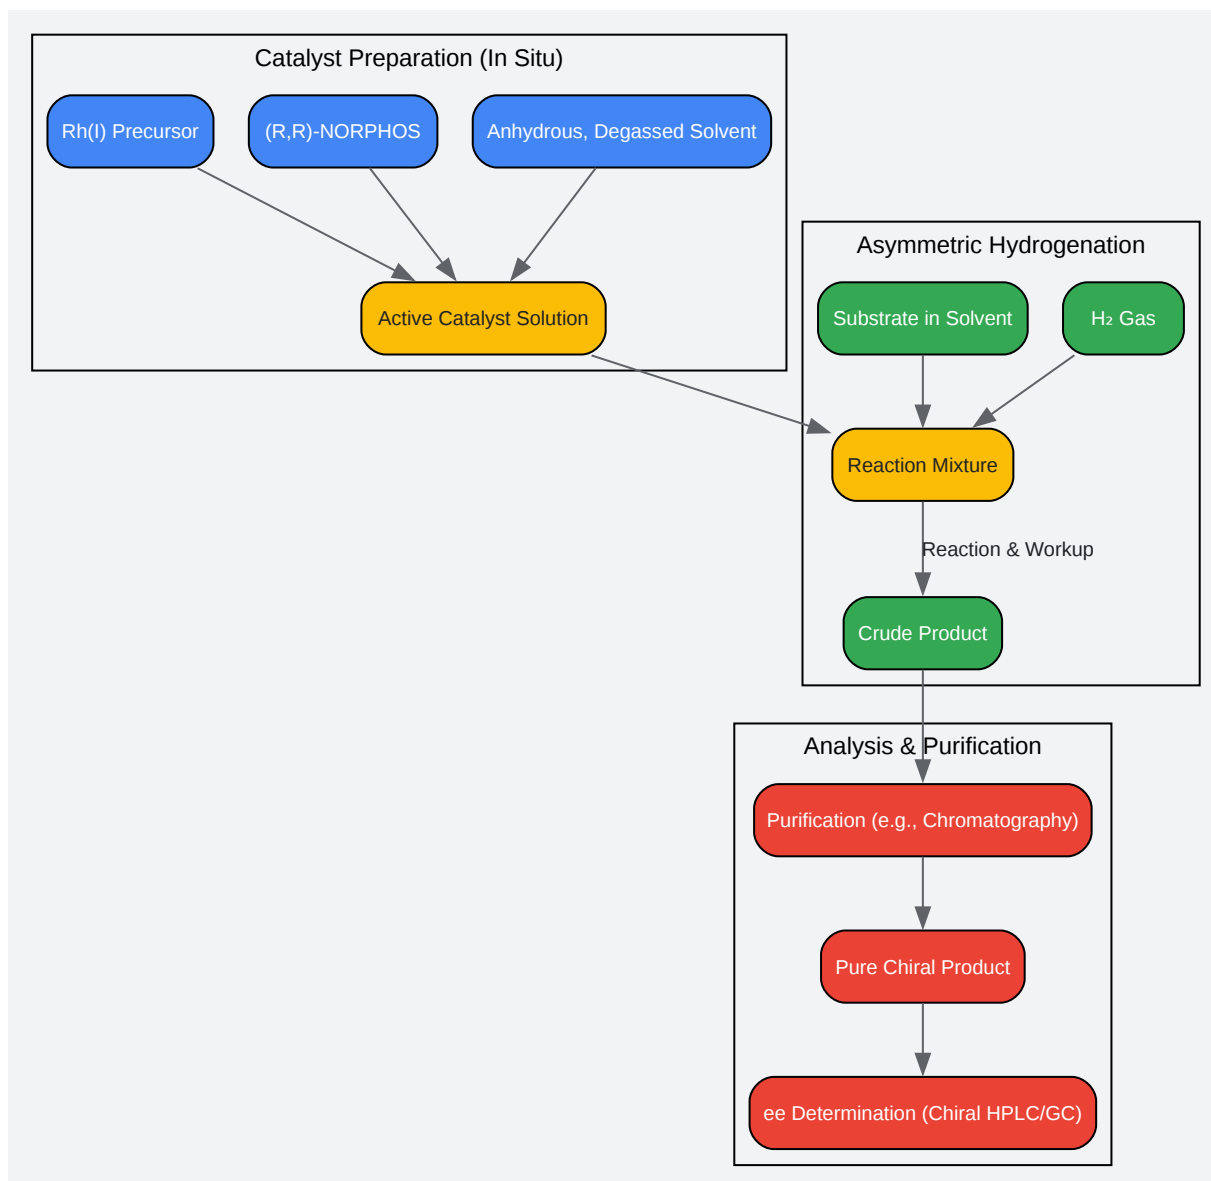 Catalyst Preparation (In Situ)
Rh(I) Precursor
(R,R)-NORPHOS
Anhydrous, Degassed Solvent
Active Catalyst Solution
Asymmetric Hydrogenation
Substrate in Solvent
H₂ Gas
Reaction Mixture
Reaction & Workup
Crude Product
Analysis & Purification
Purification (e.g., Chromatography)
Pure Chiral Product
ee Determination (Chiral HPLC/GC)